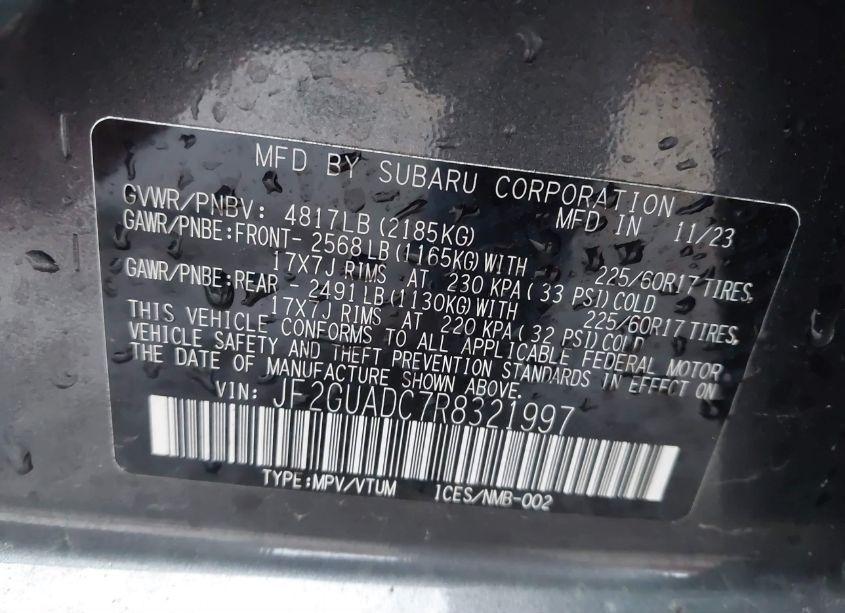 MFD BY SUBARU CORPORATION
GVWR/PNBV: 4817LB(2185KG) MFD IN 11/23
GAWR/PNBE:FRONT- 2568LB(1165KG)WITH 225/60R17 TIRES,
17X7J RIMS AT 230 KPA(33 PSI)COLD
GAWR/PNBE:REAR - 2491LB(1130KG)WITH 225/60R17 TIRES,
17X7J RIMS AT 220 KPA(32 PSI)COLD
THIS VEHICLE CONFORMS TO ALL APPLICABLE FEDERAL MOTOR
VEHICLE SAFETY AND THEFT PREVENTION STANDARDS IN EFFECT ON
THE DATE OF MANUFACTURE SHOWN ABOVE.
VIN: JF2GUADC7R8321997
TYPE:MPV/VTUM ICES/NMB-002